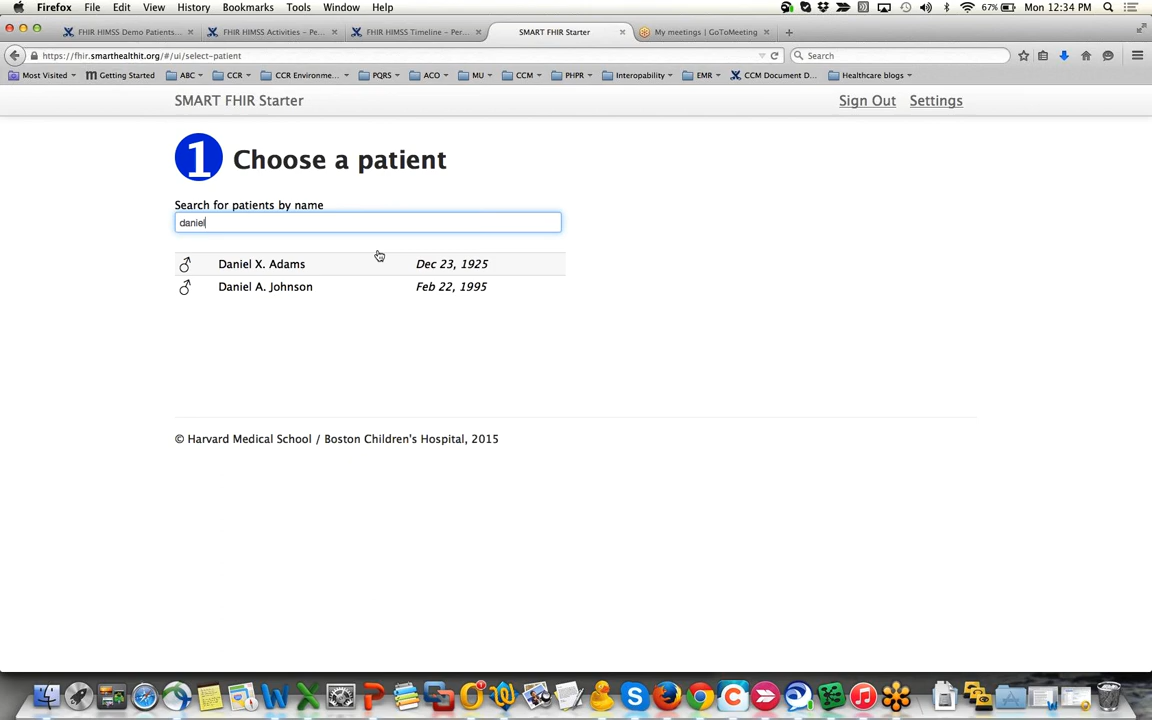 Firefox File Edit View History Bookmarks Tools Window Help 67% Mon 12:34 PM
FHIR HIMSS Demo Patients... × FHIR HIMSS Activities – Pe... × FHIR HIMSS Timeline – Per... × SMART FHIR Starter × My meetings | GoToMeeting × +
https://fhir.smarthealthit.org/#/ui/select-patient Search
Most Visited Getting Started ABC CCR CCR Environme... PQRS ACO MU CCM PHPR Interopability EMR CCM Document D... Healthcare blogs
SMART FHIR Starter Sign Out Settings
1 Choose a patient
Search for patients by name
daniel
Daniel X. Adams Dec 23, 1925
Daniel A. Johnson Feb 22, 1995
© Harvard Medical School / Boston Children's Hospital, 2015